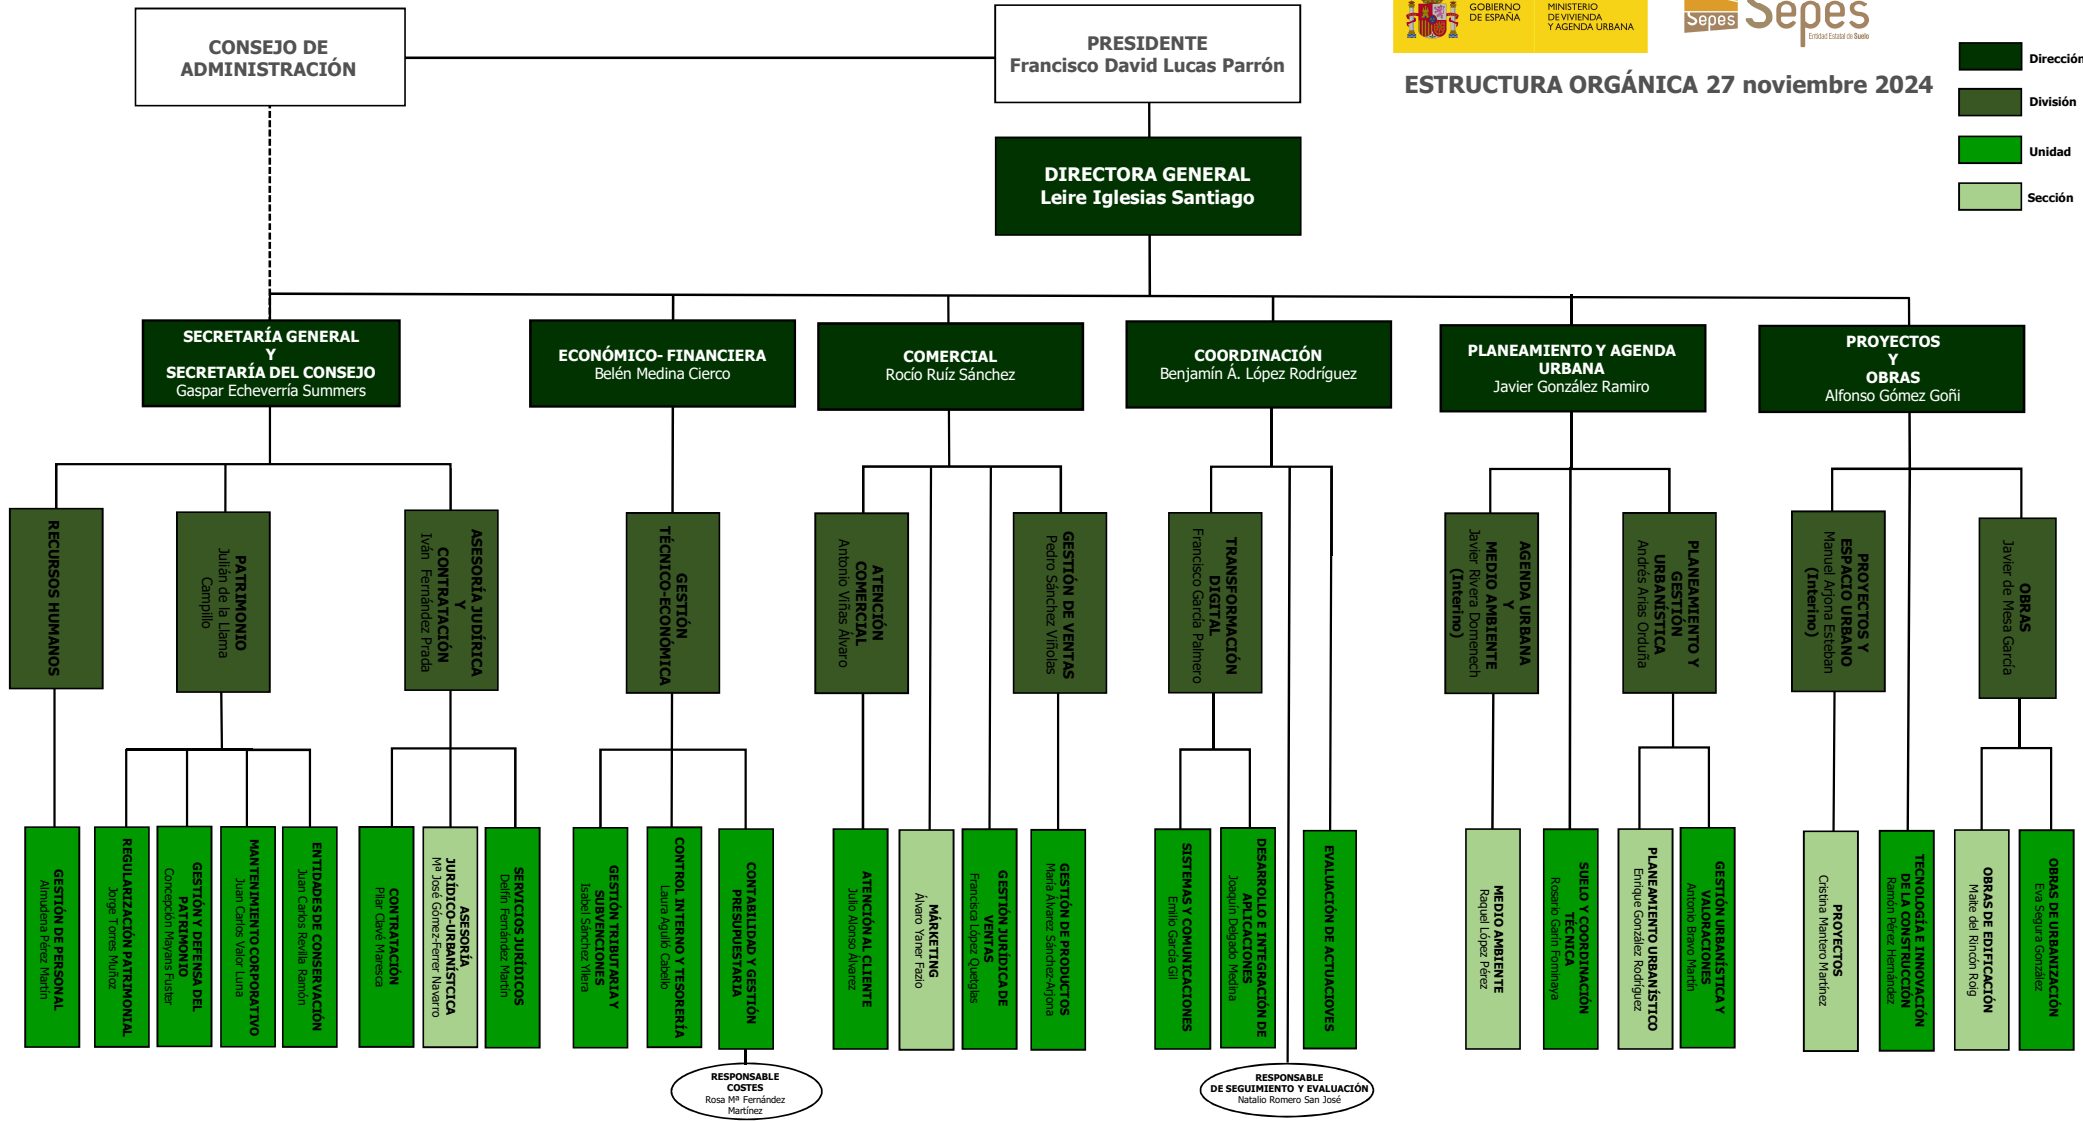 CONSEJO DE
ADMINISTRACIÓN
PRESIDENTE
Francisco David Lucas Parrón
GOBIERNO
DE ESPAÑA
MINISTERIO
DE VIVIENDA
Y AGENDA URBANA
Sepes
Sepes
Entidad Estatal de Suelo
ESTRUCTURA ORGÁNICA 27 noviembre 2024
Dirección
División
Unidad
Sección
DIRECTORA GENERAL
Leire Iglesias Santiago
SECRETARÍA GENERAL
Y
SECRETARÍA DEL CONSEJO
Gaspar Echeverría Summers
ECONÓMICO- FINANCIERA
Belén Medina Cierco
COMERCIAL
Rocío Ruíz Sánchez
COORDINACIÓN
Benjamín Á. López Rodríguez
PLANEAMIENTO Y AGENDA
URBANA
Javier González Ramiro
PROYECTOS
Y
OBRAS
Alfonso Gómez Goñi
RECURSOS HUMANOS
PATRIMONIO
Julián de la Llama
Campillo
ASESORÍA JUDÍRICA
Y
CONTRATACIÓN
Iván Fernández Prada
GESTIÓN
TÉCNICO-ECONÓMICA
ATENCIÓN
COMERCIAL
Antonio Viñas Álvaro
GESTIÓN DE VENTAS
Pedro Sánchez Viñolas
TRANSFORMACIÓN
DIGITAL
Francisco García Palmero
AGENDA URBANA
Y
MEDIO AMBIENTE
Javier Rivera Domenech
(Interino)
PLANEAMIENTO Y
GESTIÓN
URBANÍSTICA
Andrés Arias Orduña
PROYECTOS Y
ESPACIO URBANO
Manuel Arjona Esteban
(Interino)
OBRAS
Javier de Mesa García
GESTIÓN DE PERSONAL
Almudena Pérez Martín
REGULARIZACIÓN PATRIMONIAL
Jorge Torres Muñoz
GESTIÓN Y DEFENSA DEL
PATRIMONIO
Concepción Mayans Fuster
MANTENIMIENTO CORPORATIVO
Juan Carlos Valor Luna
ENTIDADES DE CONSERVACIÓN
Juan Carlos Revilla Ramón
CONTRATACIÓN
Pilar Clavé Maresca
ASESORÍA
JURÍDICO-URBANÍSTCICA
Mª José Gómez-Ferrer Navarro
SERVICIOS JURÍDICOS
Delfín Fernández Martín
GESTIÓN TRIBUTARIA Y
SUBVENCIONES
Isabel Sánchez Yllera
CONTROL INTERNO Y TESORERÍA
Laura Agulló Cabello
CONTABILIDAD Y GESTIÓN
PRESUPUESTARIA
ATENCIÓN AL CLIENTE
Julio Alonso Álvarez
MÁRKETING
Álvaro Yaner Fazio
GESTIÓN JURÍDICA DE
VENTAS
Francisca López Quetglas
GESTIÓN DE PRODUCTOS
María Álvarez Sánchez-Arjona
SISTEMAS Y COMUNICACIONES
Emilio García Gil
DESARROLLO E INTEGRACIÓN DE
APLICACIONES
Joaquín Delgado Medina
EVALUACIÓN DE ACTUACIOVES
MEDIO AMBIENTE
Raquel López Pérez
SUELO Y COORDINACIÓN
TÉCNICA
Rosario Garín Fominaya
PLANEAMIENTO URBANÍSTICO
Enrique González Rodríguez
GESTIÓN URBANÍSTICA Y
VALORACIONES
Antonio Bravo Martín
PROYECTOS
Cristina Mantero Martínez
TECNOLOGÍA E INNOVACIÓN
DE LA CONSTRUCCIÓN
Ramón Pérez Hernández
OBRAS DE EDIFICACIÓN
Maite del Rincón Roig
OBRAS DE URBANIZACIÓN
Eva Segura González
RESPONSABLE
COSTES
Rosa Mª Fernández
Martínez
RESPONSABLE
DE SEGUIMIENTO Y EVALUACIÓN
Natalio Romero San José